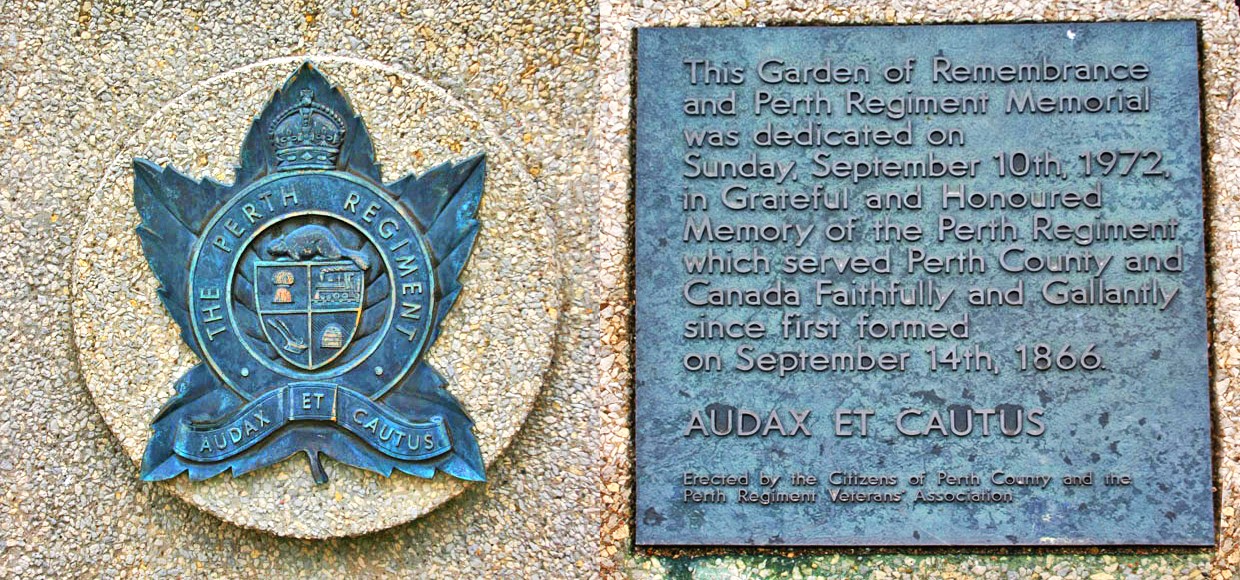 THE PERTH REGIMENT
AUDAX ET CAUTUS
This Garden of Remembrance
and Perth Regiment Memorial
was dedicated on
Sunday, September 10th, 1972,
in Grateful and Honoured
Memory of the Perth Regiment
which served Perth County and
Canada Faithfully and Gallantly
since first formed
on September 14th, 1866.
AUDAX ET CAUTUS
Erected by the Citizens of Perth County and the
Perth Regiment Veterans' Association